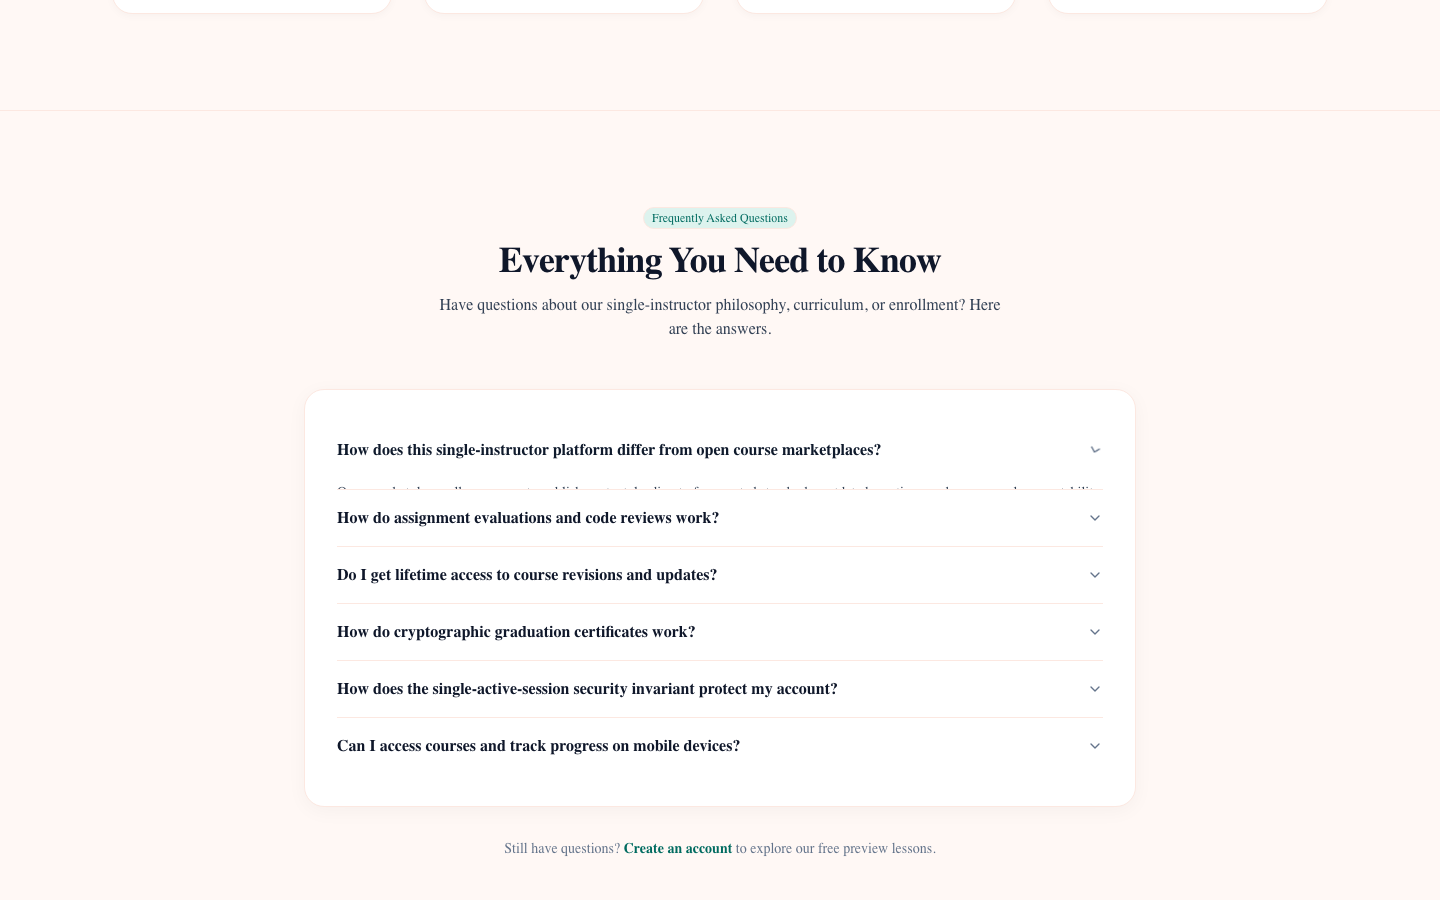 Frequently Asked Questions
Everything You Need to Know
Have questions about our single-instructor philosophy, curriculum, or enrollment? Here
are the answers.
How does this single-instructor platform differ from open course marketplaces?
How do assignment evaluations and code reviews work?
Do I get lifetime access to course revisions and updates?
How do cryptographic graduation certificates work?
How does the single-active-session security invariant protect my account?
Can I access courses and track progress on mobile devices?
Still have questions? Create an account to explore our free preview lessons.